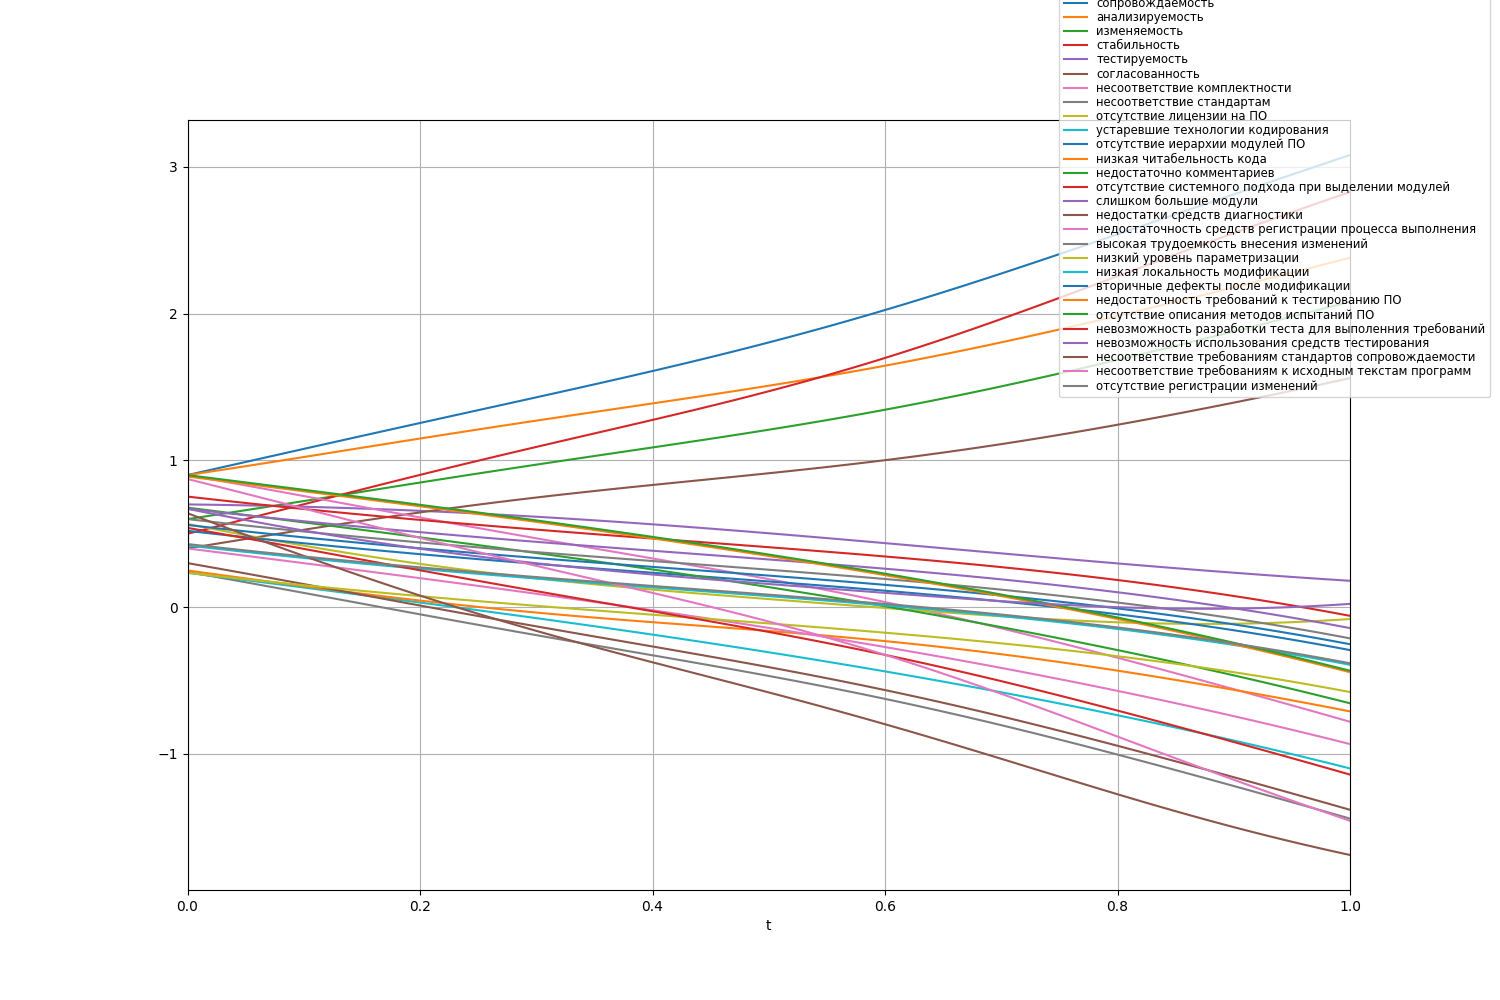 сопровождаемость
анализируемость
изменяемость
стабильность
тестируемость
согласованность
несоответствие комплектности
несоответствие стандартам
отсутствие лицензии на ПО
устаревшие технологии кодирования
отсутствие иерархии модулей ПО
низкая читабельность кода
недостаточно комментариев
отсутствие системного подхода при выделении модулей
слишком большие модули
недостатки средств диагностики
недостаточность средств регистрации процесса выполнения
высокая трудоемкость внесения изменений
низкий уровень параметризации
низкая локальность модификации
вторичные дефекты после модификации
недостаточность требований к тестированию ПО
отсутствие описания методов испытаний ПО
невозможность разработки теста для выполенния требований
невозможность использования средств тестирования
несоответствие требованиям стандартов сопровождаемости
несоответствие требованиям к исходным текстам программ
отсутствие регистрации изменений
3
2
1
0
−1
0.0 0.2 0.4 0.6 0.8 1.0
t